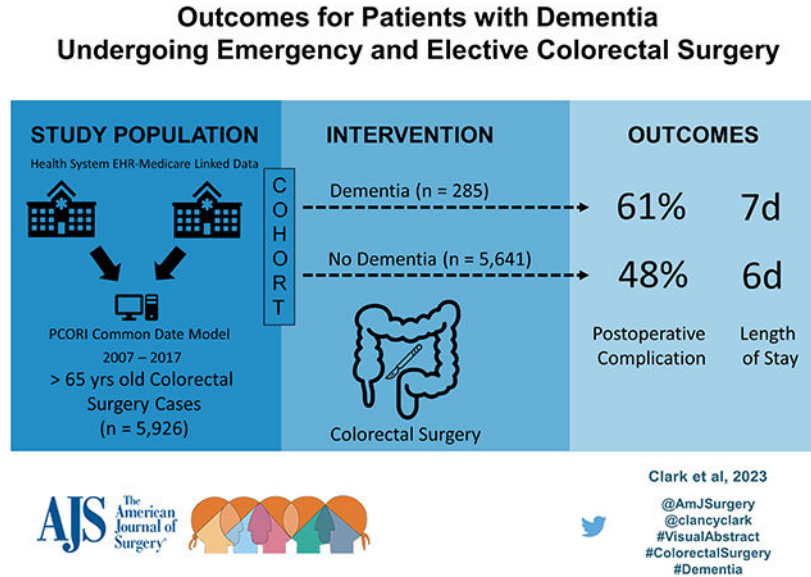 Outcomes for Patients with Dementia
Undergoing Emergency and Elective Colorectal Surgery
STUDY POPULATION
Health System EHR-Medicare Linked Data
PCORI Common Date Model
2007 – 2017
> 65 yrs old Colorectal
Surgery Cases
(n = 5,926)
COHORT
INTERVENTION
Dementia (n = 285)
No Dementia (n = 5,641)
Colorectal Surgery
OUTCOMES
61% 7d
48% 6d
Postoperative
Complication
Length
of Stay
AJS
The
American
Journal of
Surgery®
Clark et al, 2023
@AmJSurgery
@clancyclark
#VisualAbstract
#ColorectalSurgery
#Dementia